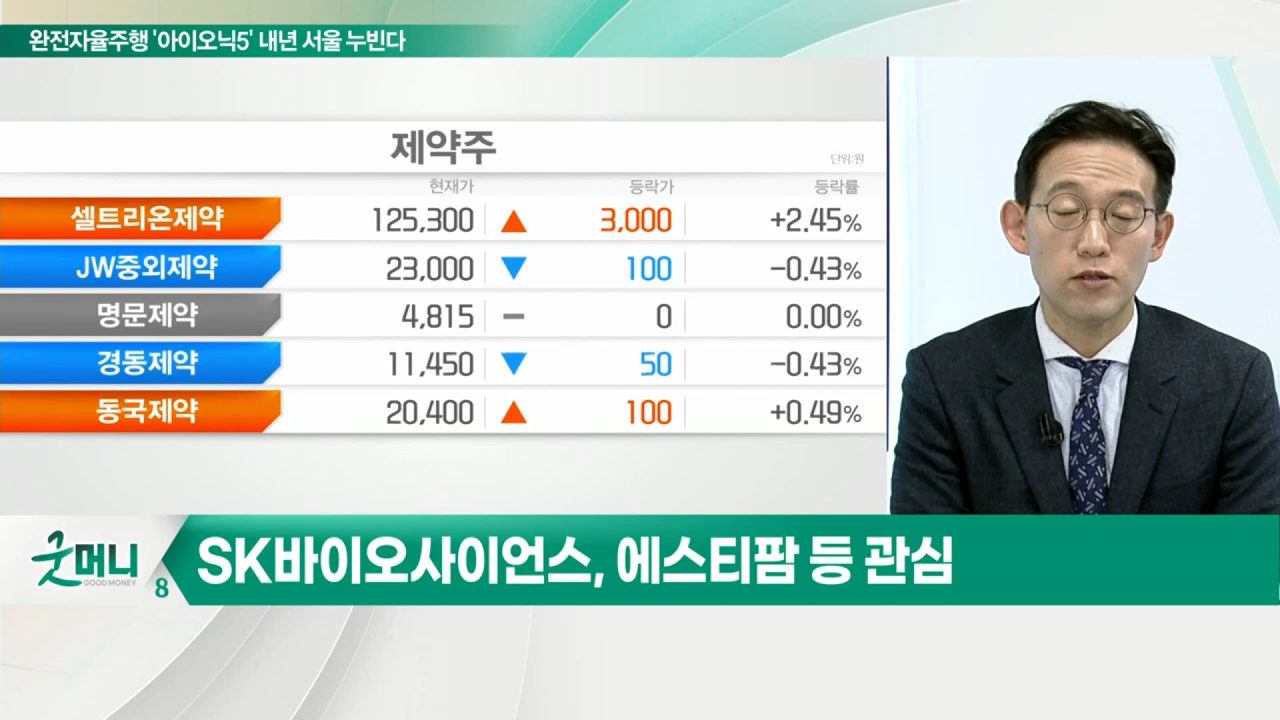 완전자율주행 '아이오닉5' 내년 서울 누빈다
제약주
단위:원
현재가 등락가 등락률
셀트리온제약 125,300 ▲ 3,000 +2.45%
JW중외제약 23,000 ▼ 100 -0.43%
명문제약 4,815 - 0 0.00%
경동제약 11,450 ▼ 50 -0.43%
동국제약 20,400 ▲ 100 +0.49%
굿머니
GOOD MONEY
8
SK바이오사이언스, 에스티팜 등 관심